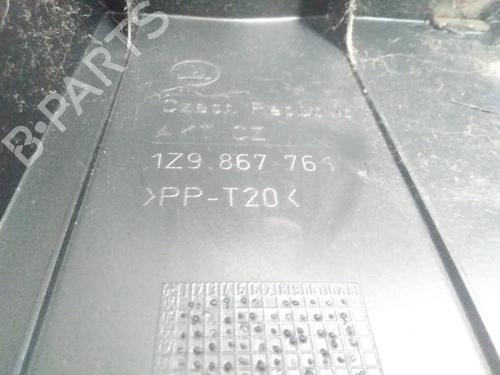 B-PARTS
Czech Republic
AKT CZ
1Z9 867 761
>PP-T20<